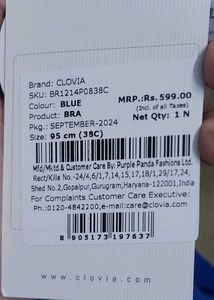 Brand: CLOVIA
SKU: BR1214P0838C
Colour: BLUE
MRP.:Rs.599.00
(Incl. of all Taxes)
Product: BRA
Net Qty: 1 N
Pkg.: SEPTEMBER-2024
Size: 95 cm (38C)
Mfg/Mktd.& Customer Care By: Purple Panda Fashions Ltd.
Rect/Killa No.-24/4,6/1,7,14,15,17,18/1,29/17,24,
Shed No.2,Gopalpur,Gurugram,Haryana-122001, India
For Complaints Customer Care Executive:
Ph.:0120-4842200,e-mail:care@clovia.com
8 905173 197637
www.clovia.com